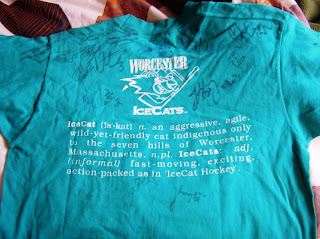 WORCESTER
ICECATS
IceCat (īs'-kat) n. an aggressive, agile,
wild-yet-friendly cat indigenous only
to the seven hills of Worcester,
Massachusetts, n.pl. IceCats: adj.
(informal) fast-moving, exciting,
action-packed as in 'IceCat Hockey'.